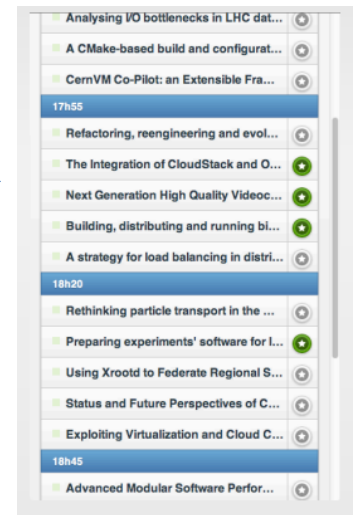 Analysing I/O bottlenecks in LHC dat...
A CMake-based build and configurat...
CernVM Co-Pilot: an Extensible Fra...
17h55
Refactoring, reengineering and evol...
The Integration of CloudStack and O...
Next Generation High Quality Videoc...
Building, distributing and running bi...
A strategy for load balancing in distri...
18h20
Rethinking particle transport in the ...
Preparing experiments' software for l...
Using Xrootd to Federate Regional S...
Status and Future Perspectives of C...
Exploiting Virtualization and Cloud C...
18h45
Advanced Modular Software Perfor...